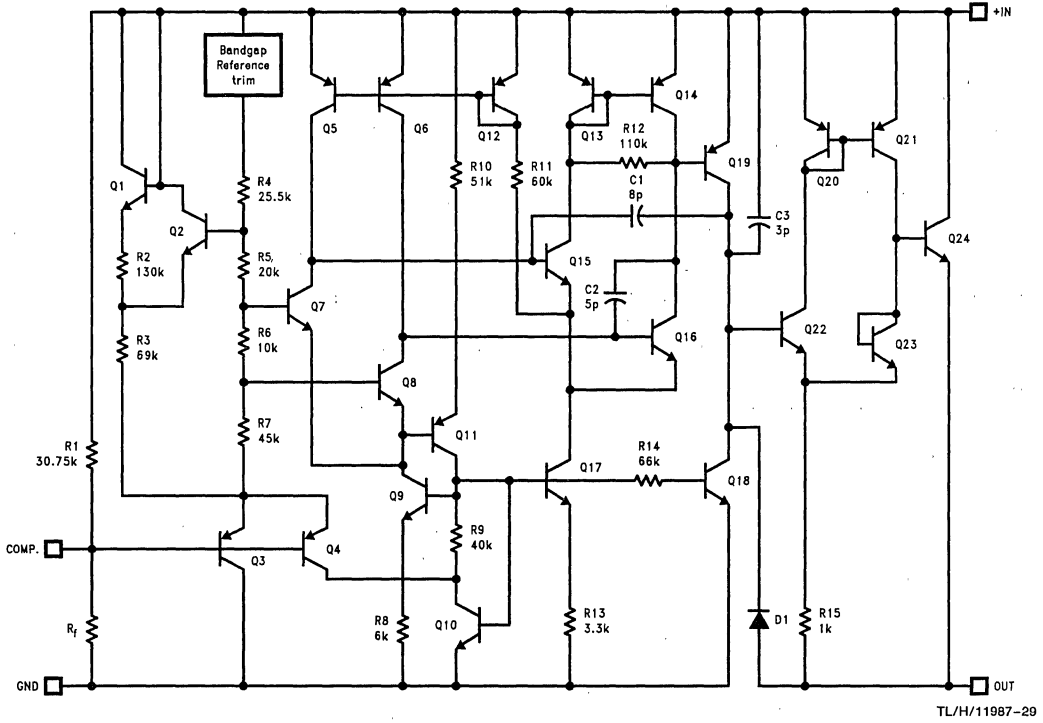 +IN
Bandgap
Reference
trim
Q5
Q6
Q12
Q13
Q14
R12
110k
Q19
Q20
Q21
Q1
Q2
R4
25.5k
R10
51k
R11
60k
C1
8p
C3
3p
Q24
R2
130k
R5,
20k
Q7
Q15
C2
5p
Q16
Q22
Q23
R3
69k
R6
10k
Q8
R7
45k
Q11
R1
30.75k
Q9
Q17
R14
66k
Q18
COMP.
Q3
Q4
R9
40k
Rf
R8
6k
Q10
R13
3.3k
D1
R15
1k
GND
OUT
TL/H/11987-29